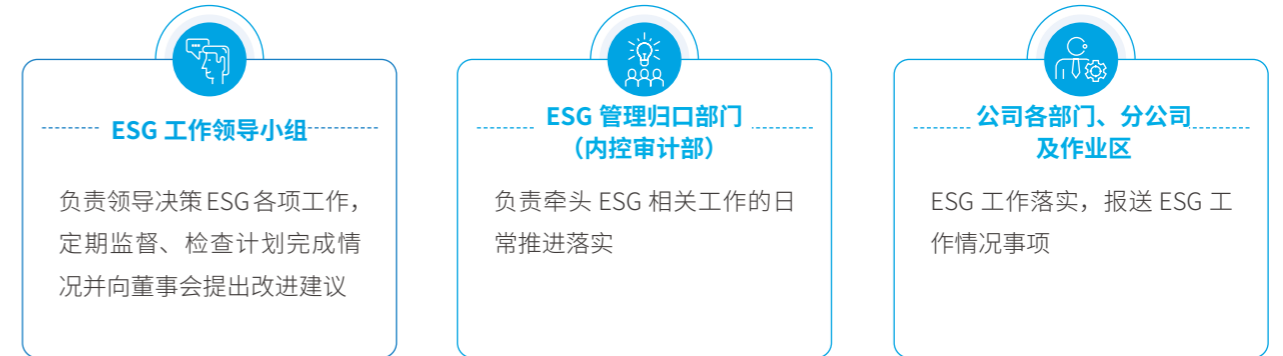 ESG 工作领导小组
负责领导决策 ESG 各项工作，
定期监督、检查计划完成情
况并向董事会提出改进建议
ESG 管理归口部门
（内控审计部）
负责牵头 ESG 相关工作的日
常推进落实
公司各部门、分公司
及作业区
ESG 工作落实，报送 ESG 工
作情况事项